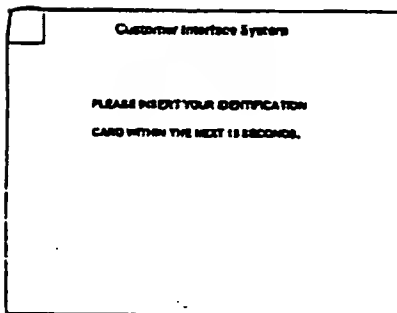 Customer Interface System
PLEASE INSERT YOUR IDENTIFICATION
CARD WITHIN THE NEXT 15 SECONDS.